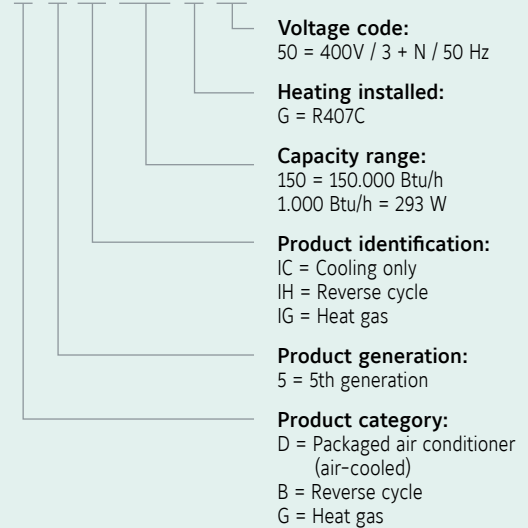 Voltage code:
50 = 400V / 3 + N / 50 Hz
Heating installed:
G = R407C
Capacity range:
150 = 150.000 Btu/h
1.000 Btu/h = 293 W
Product identification:
IC = Cooling only
IH = Reverse cycle
IG = Heat gas
Product generation:
5 = 5th generation
Product category:
D = Packaged air conditioner
(air-cooled)
B = Reverse cycle
G = Heat gas